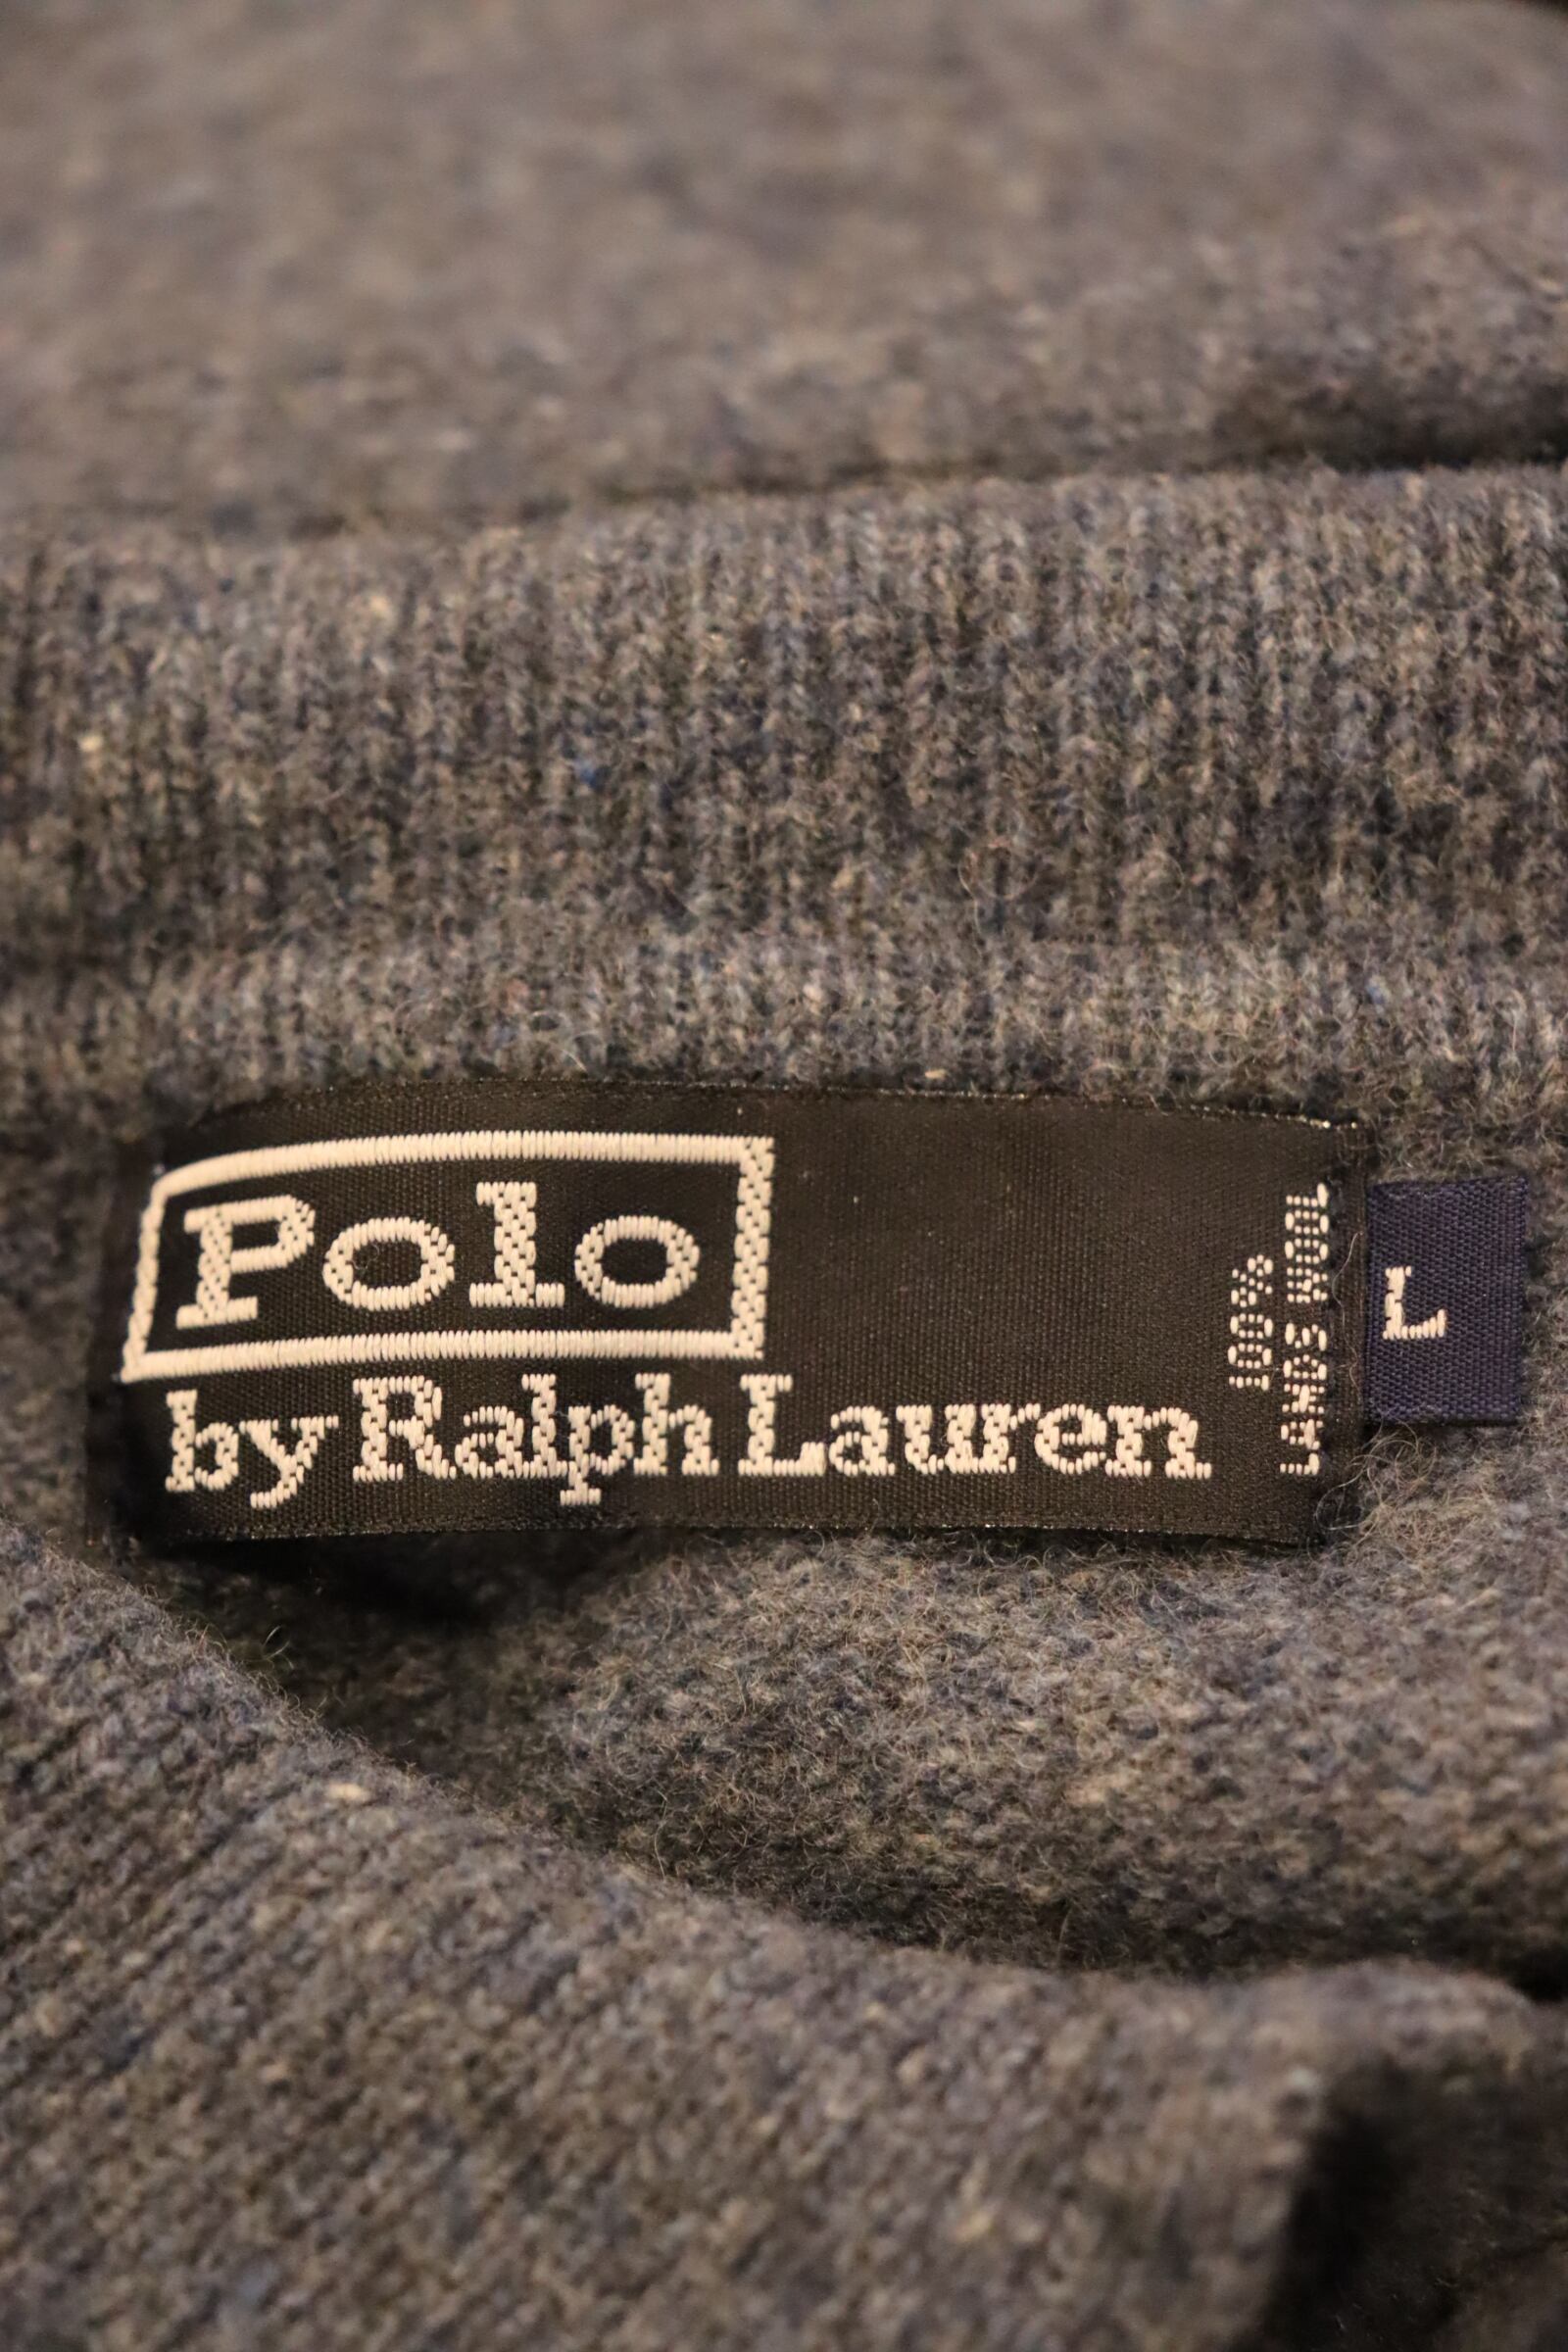 Polo
by Ralph Lauren
100%
LAMBS WOOL
L